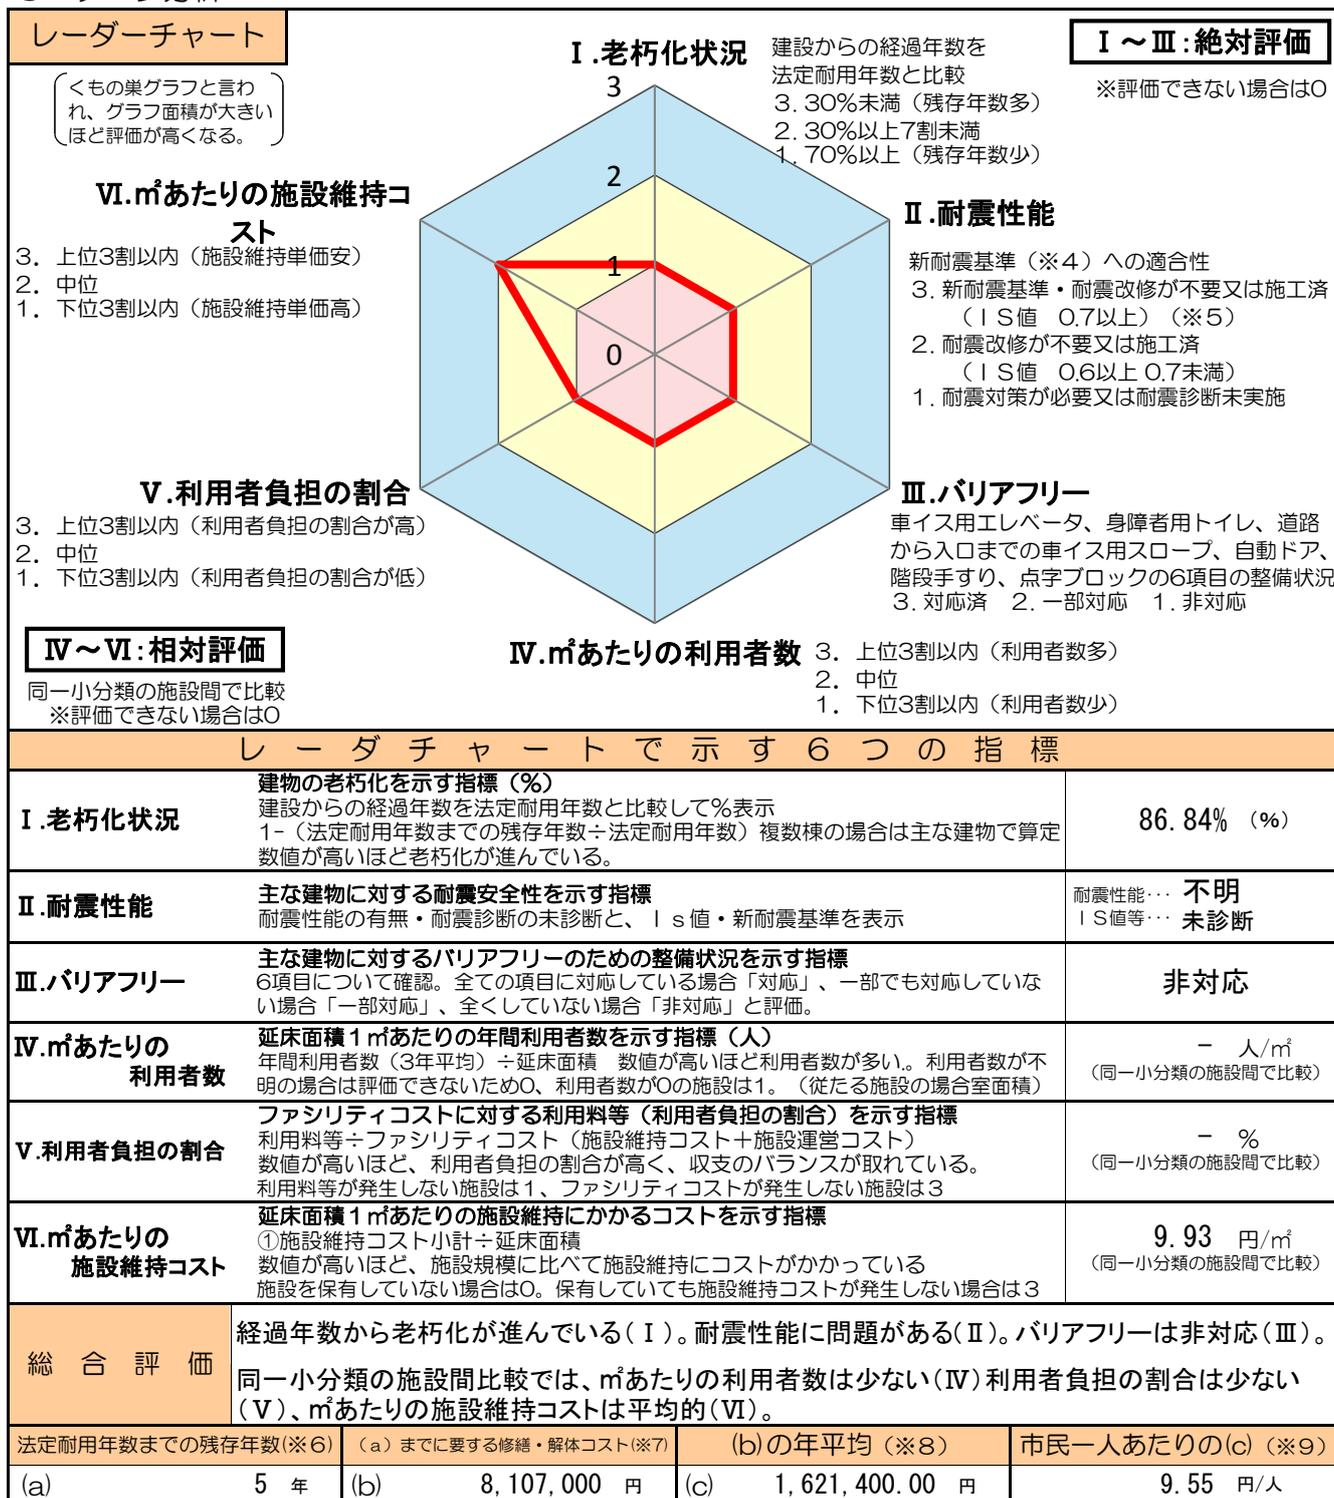 レーダーチャート
くもの巣グラフと言わ
れ、グラフ面積が大きい
ほど評価が高くなる。
Ⅰ.老朽化状況
建設からの経過年数を
法定耐用年数と比較
3. 30%未満（残存年数多）
2. 30%以上7割未満
1. 70%以上（残存年数少）
Ⅰ～Ⅲ:絶対評価
※評価できない場合は0
3
2
1
0
Ⅱ.耐震性能
新耐震基準（※4）への適合性
3. 新耐震基準・耐震改修が不要又は施工済
（ＩＳ値　0.7以上）（※5）
2. 耐震改修が不要又は施工済
（ＩＳ値　0.6以上 0.7未満）
1. 耐震対策が必要又は耐震診断未実施
Ⅲ.バリアフリー
車イス用エレベータ、身障者用トイレ、道路
から入口までの車イス用スロープ、自動ドア、
階段手すり、点字ブロックの6項目の整備状況
3. 対応済　2. 一部対応　1. 非対応
Ⅳ.㎡あたりの利用者数
3. 上位3割以内（利用者数多）
2. 中位
1. 下位3割以内（利用者数少）
Ⅵ.㎡あたりの施設維持コ
スト
3. 上位3割以内（施設維持単価安）
2. 中位
1. 下位3割以内（施設維持単価高）
Ⅴ.利用者負担の割合
3. 上位3割以内（利用者負担の割合が高）
2. 中位
1. 下位3割以内（利用者負担の割合が低）
Ⅳ～Ⅵ:相対評価
同一小分類の施設間で比較
※評価できない場合は0
レーダチャートで示す６つの指標
Ⅰ.老朽化状況
建物の老朽化を示す指標（％）
建設からの経過年数を法定耐用年数と比較して％表示
1-（法定耐用年数までの残存年数÷法定耐用年数）複数棟の場合は主な建物で算定
数値が高いほど老朽化が進んでいる。
86.84%（%）
Ⅱ.耐震性能
主な建物に対する耐震安全性を示す指標
耐震性能の有無・耐震診断の未診断と、Ｉｓ値・新耐震基準を表示
耐震性能… 不明
ＩＳ値等… 未診断
Ⅲ.バリアフリー
主な建物に対するバリアフリーのための整備状況を示す指標
6項目について確認。全ての項目に対応している場合「対応」、一部でも対応していな
い場合「一部対応」、全くしていない場合「非対応」と評価。
非対応
Ⅳ.㎡あたりの
利用者数
延床面積１㎡あたりの年間利用者数を示す指標（人）
年間利用者数（3年平均）÷延床面積　数値が高いほど利用者数が多い。利用者数が不
明の場合は評価できないため0、利用者数が0の施設は1。（従たる施設の場合室面積）
－ 人/㎡
（同一小分類の施設間で比較）
Ⅴ.利用者負担の割合
ファシリティコストに対する利用料等（利用者負担の割合）を示す指標
利用料等÷ファシリティコスト（施設維持コスト＋施設運営コスト）
数値が高いほど、利用者負担の割合が高く、収支のバランスが取れている。
利用料等が発生しない施設は１、ファシリティコストが発生しない施設は３
－ %
（同一小分類の施設間で比較）
Ⅵ.㎡あたりの
施設維持コスト
延床面積１㎡あたりの施設維持にかかるコストを示す指標
①施設維持コスト小計÷延床面積
数値が高いほど、施設規模に比べて施設維持にコストがかかっている
施設を保有していない場合は0。保有していても施設維持コストが発生しない場合は３
9.93 円/㎡
（同一小分類の施設間で比較）
総合評価
経過年数から老朽化が進んでいる(Ⅰ)。耐震性能に問題がある(Ⅱ)。バリアフリーは非対応(Ⅲ)。
同一小分類の施設間比較では、㎡あたりの利用者数は少ない(Ⅳ)利用者負担の割合は少ない
(Ⅴ)、㎡あたりの施設維持コストは平均的(Ⅵ)。
法定耐用年数までの残存年数(※6)
（a）までに要する修繕・解体コスト(※7)
(b)の年平均（※8）
市民一人あたりの(c)（※9）
(a) 5 年
(b) 8,107,000 円
(c) 1,621,400.00 円
9.55 円/人